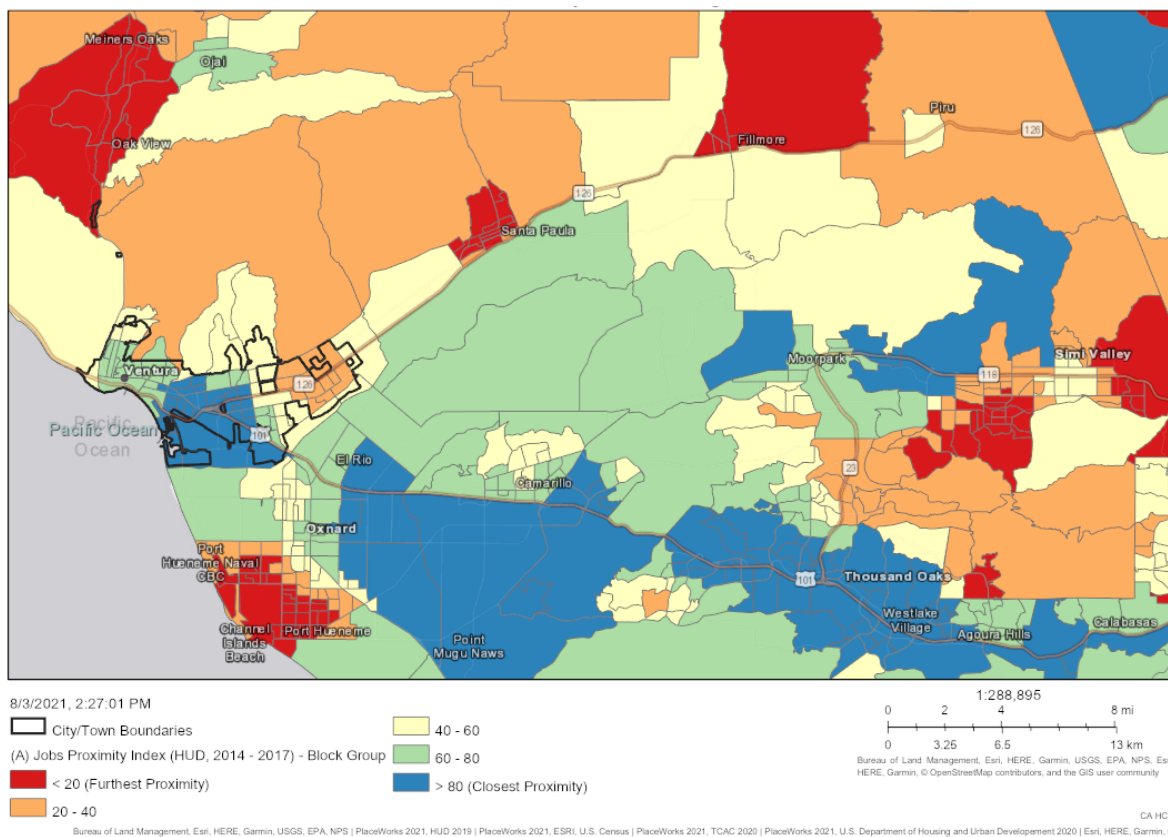 Meiners Oaks
Ojai
Oak View
Piru
126
Fillmore
126
Santa Paula
Moorpark
Simi Valley
118
Ventura
126
Pacific Ocean
Pacific
Ocean
101
El Rio
Camarillo
23
Oxnard
Port
Hueneme Naval
CBC
101
Thousand Oaks
Westlake
Village
Channel
Islands
Beach
Port Hueneme
Point
Mugu Naws
Agoura Hills
Calabasas
8/3/2021, 2:27:01 PM
City/Town Boundaries
(A) Jobs Proximity Index (HUD, 2014 - 2017) - Block Group
< 20 (Furthest Proximity)
20 - 40
40 - 60
60 - 80
> 80 (Closest Proximity)
1:288,895
0 2 4 8 mi
0 3.25 6.5 13 km
Bureau of Land Management, Esri, HERE, Garmin, USGS, EPA, NPS, Esri
HERE, Garmin, © OpenStreetMap contributors, and the GIS user community
CA HC
Bureau of Land Management, Esri, HERE, Garmin, USGS, EPA, NPS | PlaceWorks 2021, HUD 2019 | PlaceWorks 2021, ESRI, U.S. Census | PlaceWorks 2021, TCAC 2020 | PlaceWorks 2021, U.S. Department of Housing and Urban Developement 2020 | Esri, HERE, Garmin,